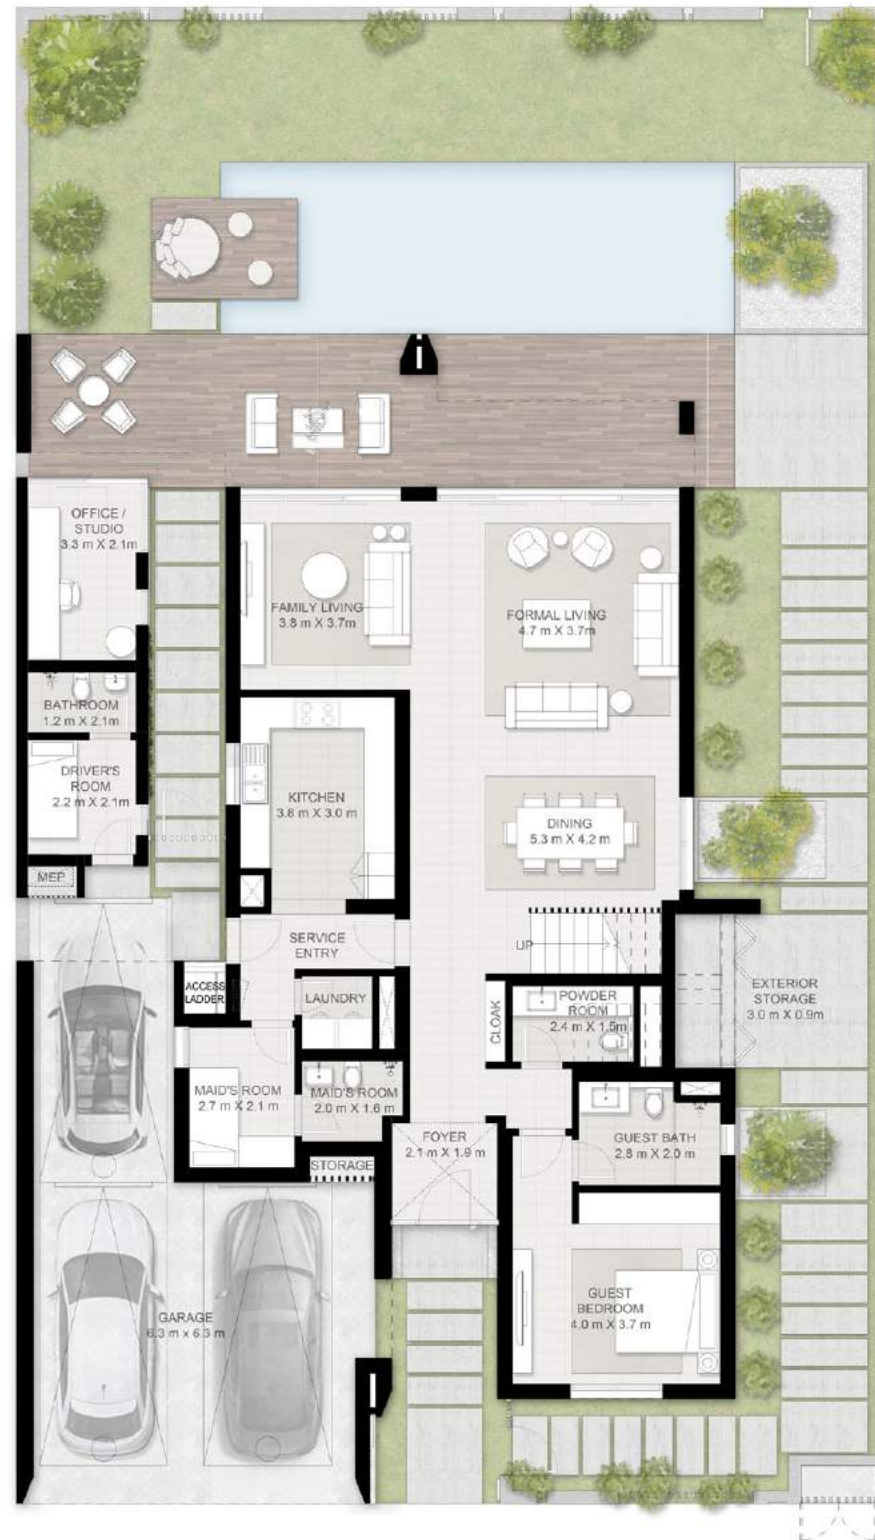 OFFICE /
STUDIO
3.3 m X 2.1m
FAMILY LIVING
3.8 m X 3.7m
FORMAL LIVING
4.7 m X 3.7m
BATHROOM
1.2 m X 2.1m
DRIVER'S
ROOM
2.2 m X 2.1m
KITCHEN
3.8 m X 3.0 m
DINING
5.3 m X 4.2 m
MEP
SERVICE
ENTRY
UP
ACCESS
LADDER
LAUNDRY
CLOAK
POWDER
ROOM
2.4 m X 1.5m
EXTERIOR
STORAGE
3.0 m X 0.9m
MAID'S ROOM
2.7 m X 2.1 m
MAID'S ROOM
2.0 m X 1.6 m
FOYER
2.1 m X 1.9 m
GUEST BATH
2.8 m X 2.0 m
STORAGE
GUEST
BEDROOM
4.0 m X 3.7 m
GARAGE
6.3 m x 6.3 m